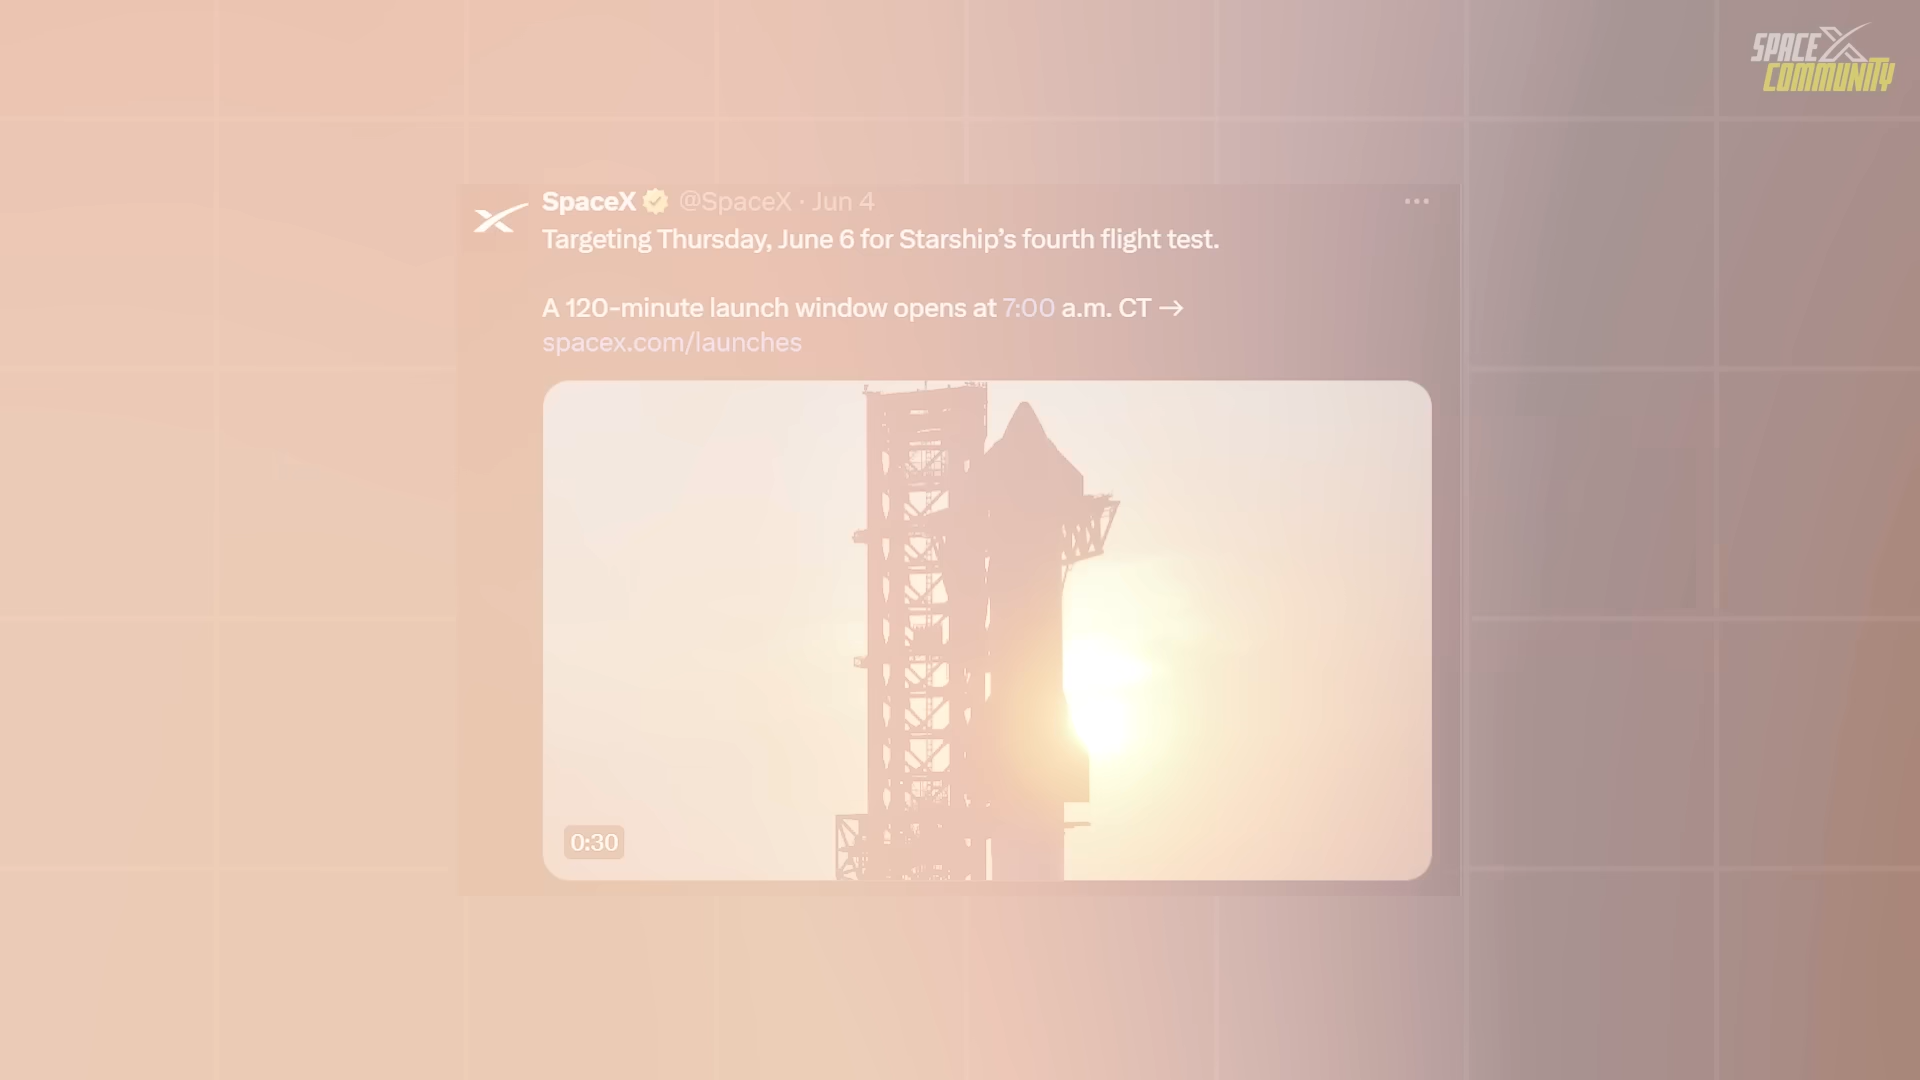 SPACEX
COMMUNITY
SpaceX @SpaceX · Jun 4
Targeting Thursday, June 6 for Starship’s fourth flight test.
A 120-minute launch window opens at 7:00 a.m. CT →
spacex.com/launches
0:30